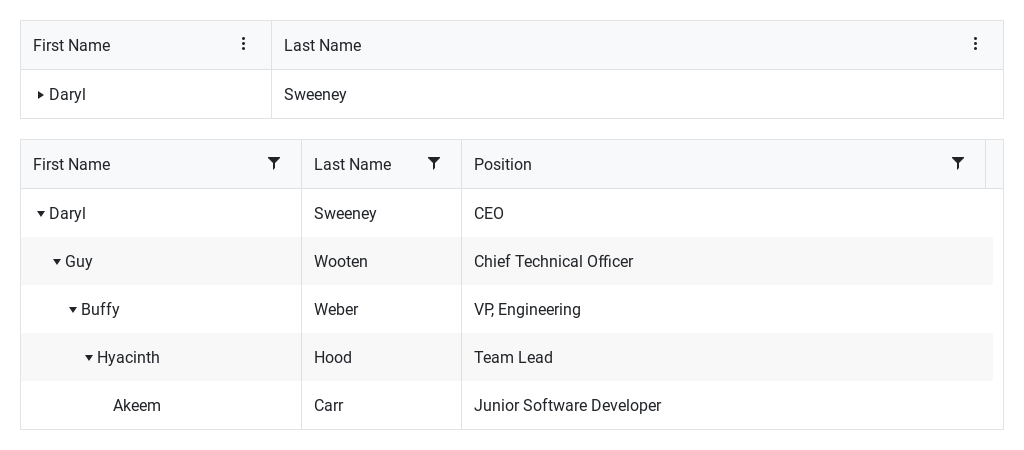 First Name Last Name
Daryl Sweeney
First Name Last Name Position
Daryl Sweeney CEO
Guy Wooten Chief Technical Officer
Buffy Weber VP, Engineering
Hyacinth Hood Team Lead
Akeem Carr Junior Software Developer